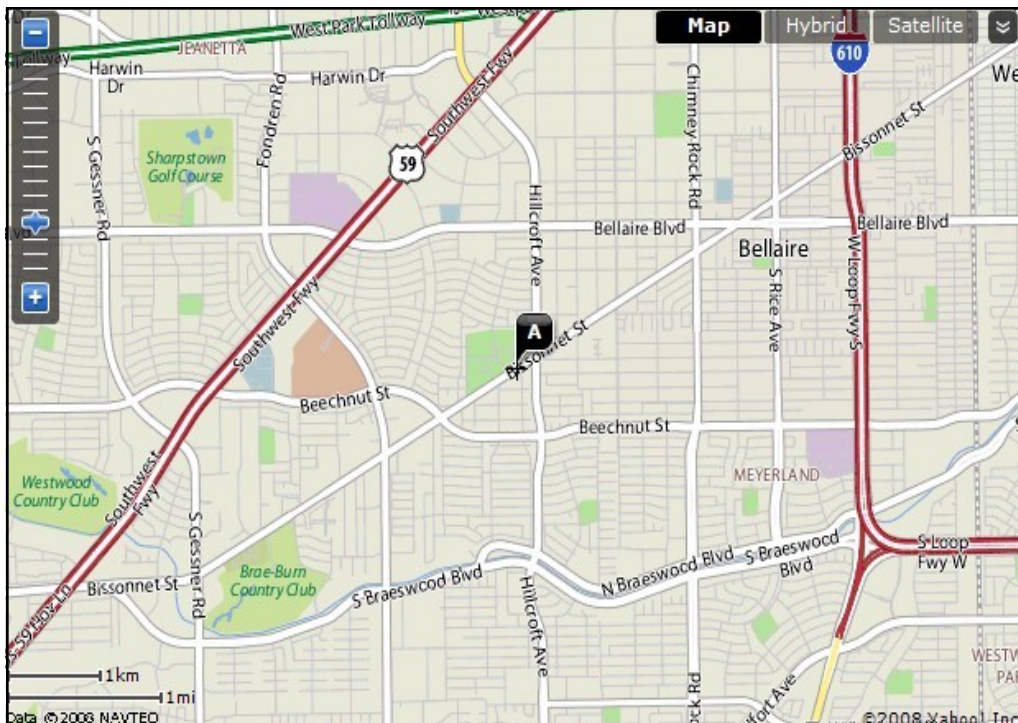 Map
Hybrid
Satellite
West Park Tollway
Tollway
JEANETTA
Harwin
Dr
Harwin Dr
Fondren Rd
Southwest Fwy
610
Bissonnet St
S Gessner Rd
Sharpstown
Golf Course
59
Hillcroft Ave
Chimney Rock Rd
Bellaire Blvd
Bellaire Blvd
Bellaire
S Rice Ave
W Loop Fwy S
Southwest Fwy
A
Bissonnet St
Beechnut St
Beechnut St
MEYERLAND
Westwood
Country Club
Southwest
Fwy
S Gessner Rd
Bissonnet St
Brae-Burn
Country Club
S Braeswood Blvd
Hillcroft Ave
N Braeswood Blvd
S Braeswood
Blvd
S Loop
Fwy W
S 59 Hov Ln
1km
1mi
Data ©2008 NAVTEQ
©2008 Yahoo! Inc